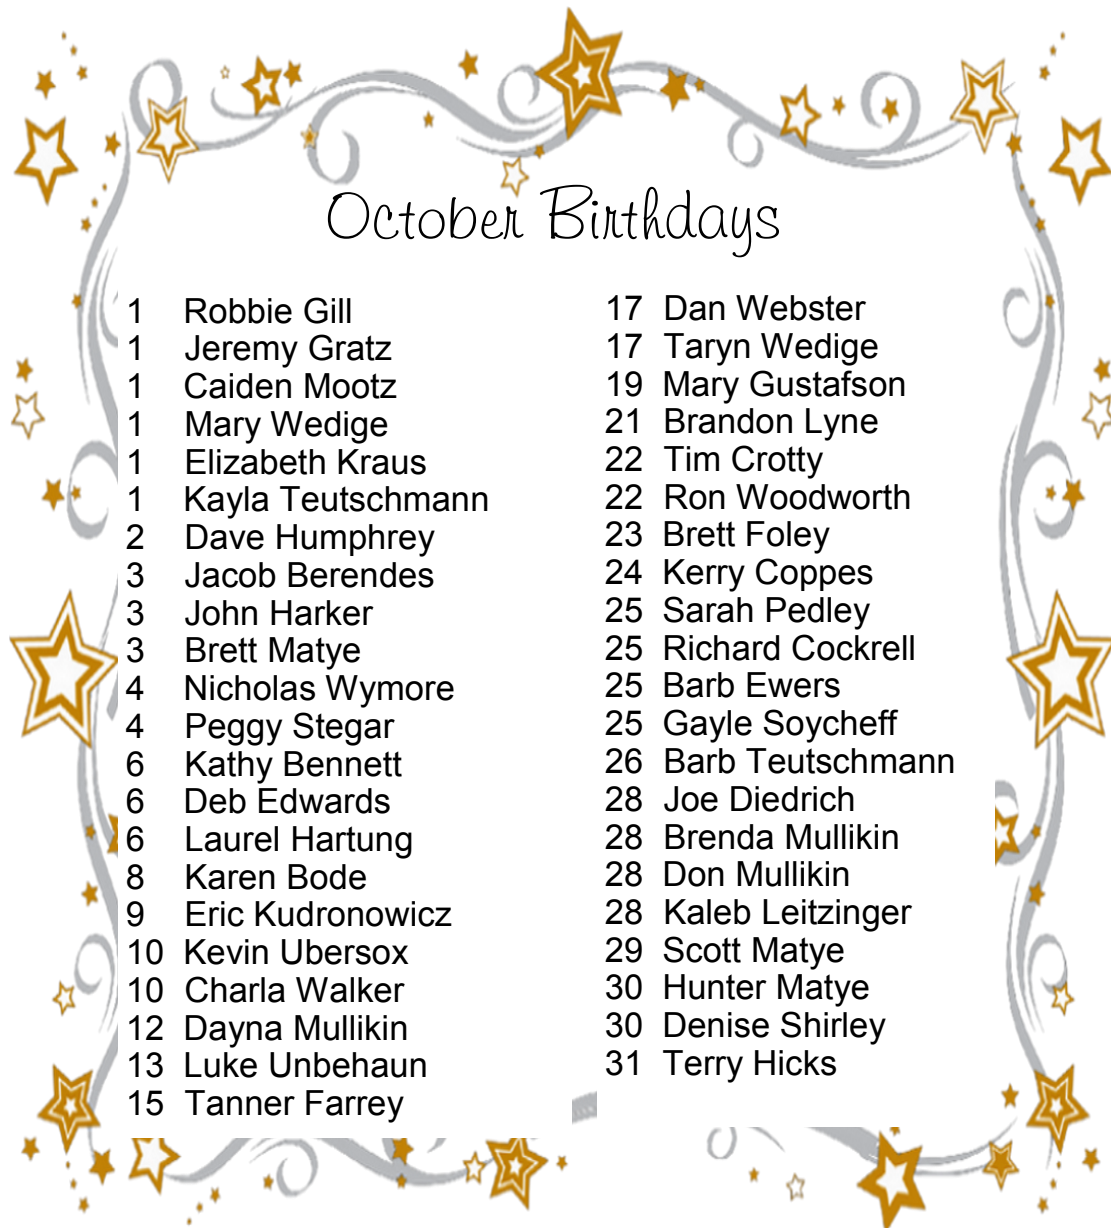 October Birthdays
1 Robbie Gill
1 Jeremy Gratz
1 Caiden Mootz
1 Mary Wedige
1 Elizabeth Kraus
1 Kayla Teutschmann
2 Dave Humphrey
3 Jacob Berendes
3 John Harker
3 Brett Matye
4 Nicholas Wymore
4 Peggy Stegar
6 Kathy Bennett
6 Deb Edwards
6 Laurel Hartung
8 Karen Bode
9 Eric Kudronowicz
10 Kevin Ubersox
10 Charla Walker
12 Dayna Mullikin
13 Luke Unbehaun
15 Tanner Farrey
17 Dan Webster
17 Taryn Wedige
19 Mary Gustafson
21 Brandon Lyne
22 Tim Crotty
22 Ron Woodworth
23 Brett Foley
24 Kerry Coppes
25 Sarah Pedley
25 Richard Cockrell
25 Barb Ewers
25 Gayle Soycheff
26 Barb Teutschmann
28 Joe Diedrich
28 Brenda Mullikin
28 Don Mullikin
28 Kaleb Leitzinger
29 Scott Matye
30 Hunter Matye
30 Denise Shirley
31 Terry Hicks